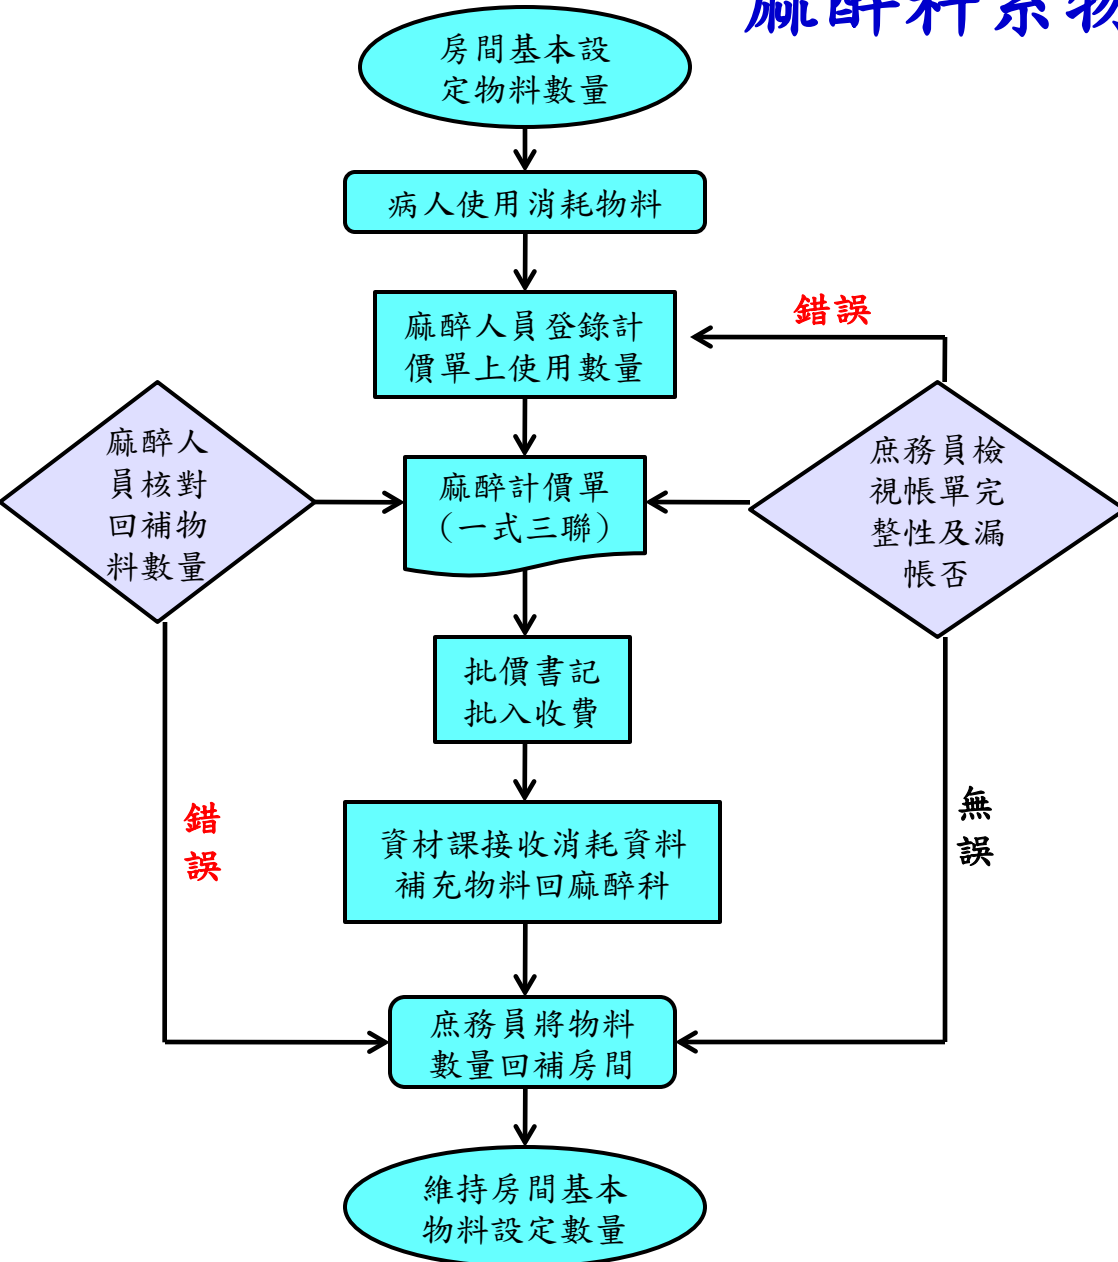 麻醉科系物
房間基本設
定物料數量
病人使用消耗物料
錯誤
麻醉人員登錄計
價單上使用數量
麻醉人
員核對
回補物
料數量
麻醉計價單
(一式三聯)
庶務員檢
視帳單完
整性及漏
帳否
批價書記
批入收費
錯
誤
無
誤
資材課接收消耗資料
補充物料回麻醉科
庶務員將物料
數量回補房間
維持房間基本
物料設定數量